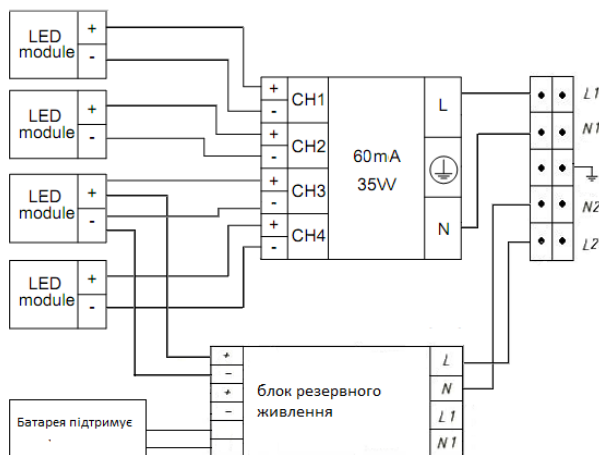 LED
module
+
-
LED
module
+
-
LED
module
+
-
LED
module
+
-
+
-
CH1
+
-
CH2
+
-
CH3
+
-
CH4
60mA
35W
L
N
L1
N1
N2
L2
+
-
+
-
блок резервного
живлення
L
N
L1
N1
Батарея підтримує